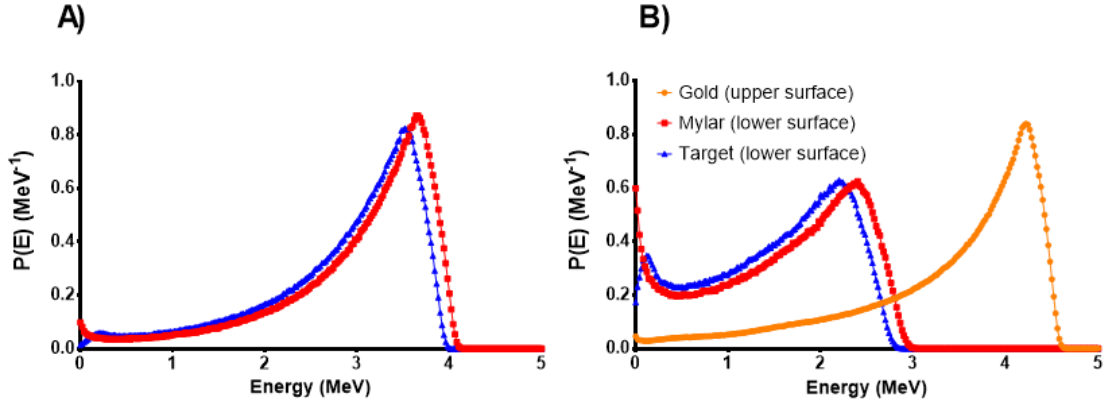 A)
1.0
0.8
0.6
0.4
0.2
0.0
P(E) (MeV-1)
0 1 2 3 4 5
Energy (MeV)
B)
Gold (upper surface)
Mylar (lower surface)
Target (lower surface)
1.0
0.8
0.6
0.4
0.2
0.0
P(E) (MeV-1)
0 1 2 3 4 5
Energy (MeV)